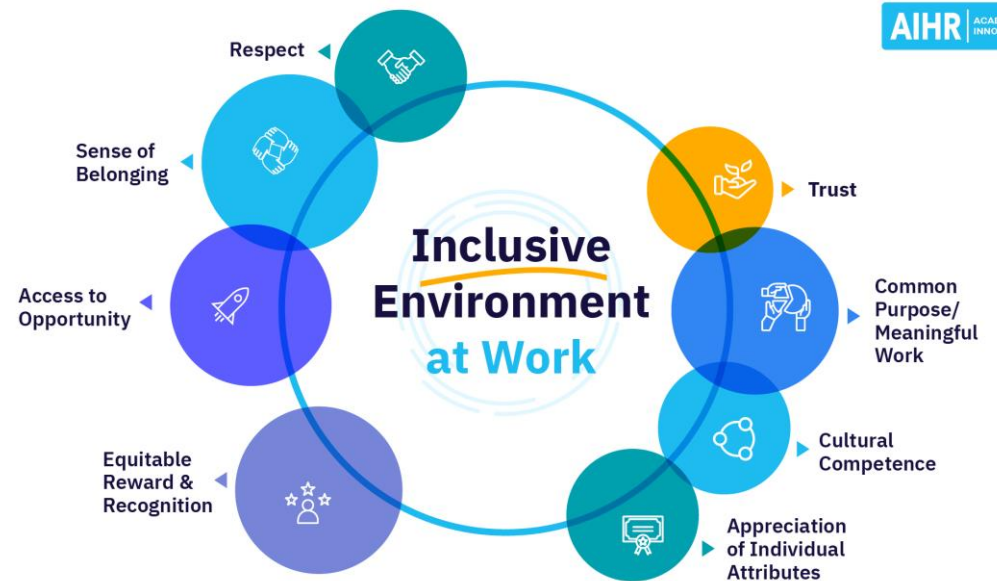 AIHR
Respect
Sense of
Belonging
Access to
Opportunity
Equitable
Reward &
Recognition
Inclusive
Environment
at Work
Trust
Common
Purpose/
Meaningful
Work
Cultural
Competence
Appreciation
of Individual
Attributes